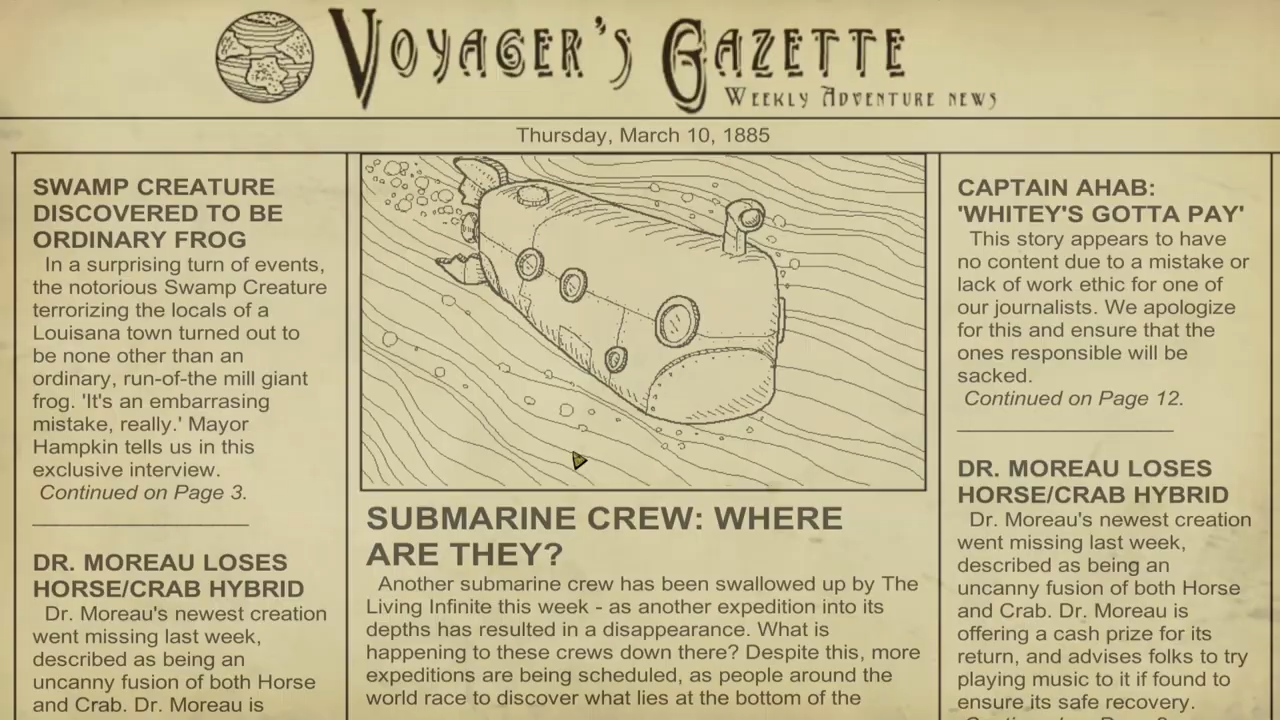 VOYAGER'S GAZETTE
WEEKLY ADVENTURE NEWS
Thursday, March 10, 1885
SWAMP CREATURE
DISCOVERED TO BE
ORDINARY FROG
In a surprising turn of events,
the notorious Swamp Creature
terrorizing the locals of a
Louisana town turned out to
be none other than an
ordinary, run-of-the mill giant
frog. 'It's an embarrasing
mistake, really.' Mayor
Hampkin tells us in this
exclusive interview.
Continued on Page 3.
DR. MOREAU LOSES
HORSE/CRAB HYBRID
Dr. Moreau's newest creation
went missing last week,
described as being an
uncanny fusion of both Horse
and Crab. Dr. Moreau is
SUBMARINE CREW: WHERE
ARE THEY?
Another submarine crew has been swallowed up by The
Living Infinite this week - as another expedition into its
depths has resulted in a disappearance. What is
happening to these crews down there? Despite this, more
expeditions are being scheduled, as people around the
world race to discover what lies at the bottom of the
CAPTAIN AHAB:
'WHITEY'S GOTTA PAY'
This story appears to have
no content due to a mistake or
lack of work ethic for one of
our journalists. We apologize
for this and ensure that the
ones responsible will be
sacked.
Continued on Page 12.
DR. MOREAU LOSES
HORSE/CRAB HYBRID
Dr. Moreau's newest creation
went missing last week,
described as being an
uncanny fusion of both Horse
and Crab. Dr. Moreau is
offering a cash prize for its
return, and advises folks to try
playing music to it if found to
ensure its safe recovery.